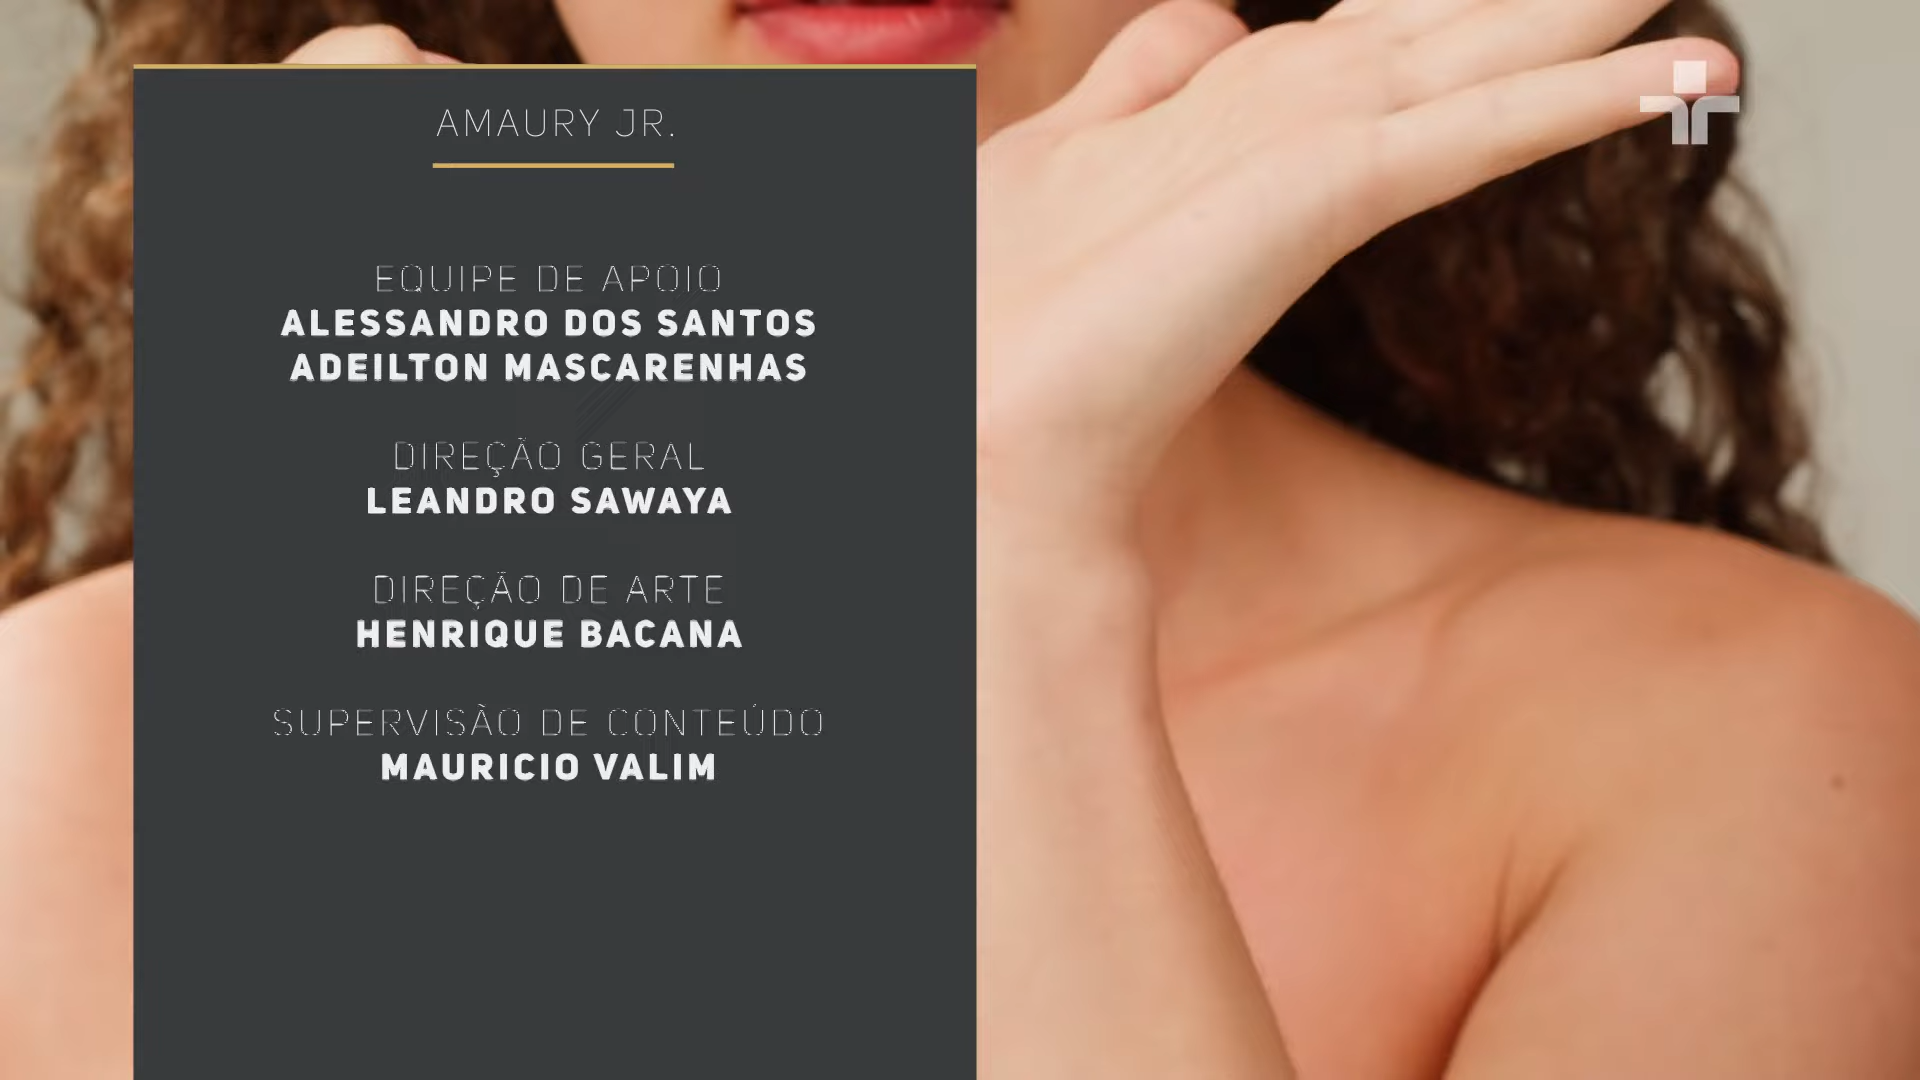 AMAURY JR.
EQUIPE DE APOIO
ALESSANDRO DOS SANTOS
ADEILTON MASCARENHAS
DIREÇÃO GERAL
LEANDRO SAWAYA
DIREÇÃO DE ARTE
HENRIQUE BACANA
SUPERVISÃO DE CONTEÚDO
MAURICIO VALIM